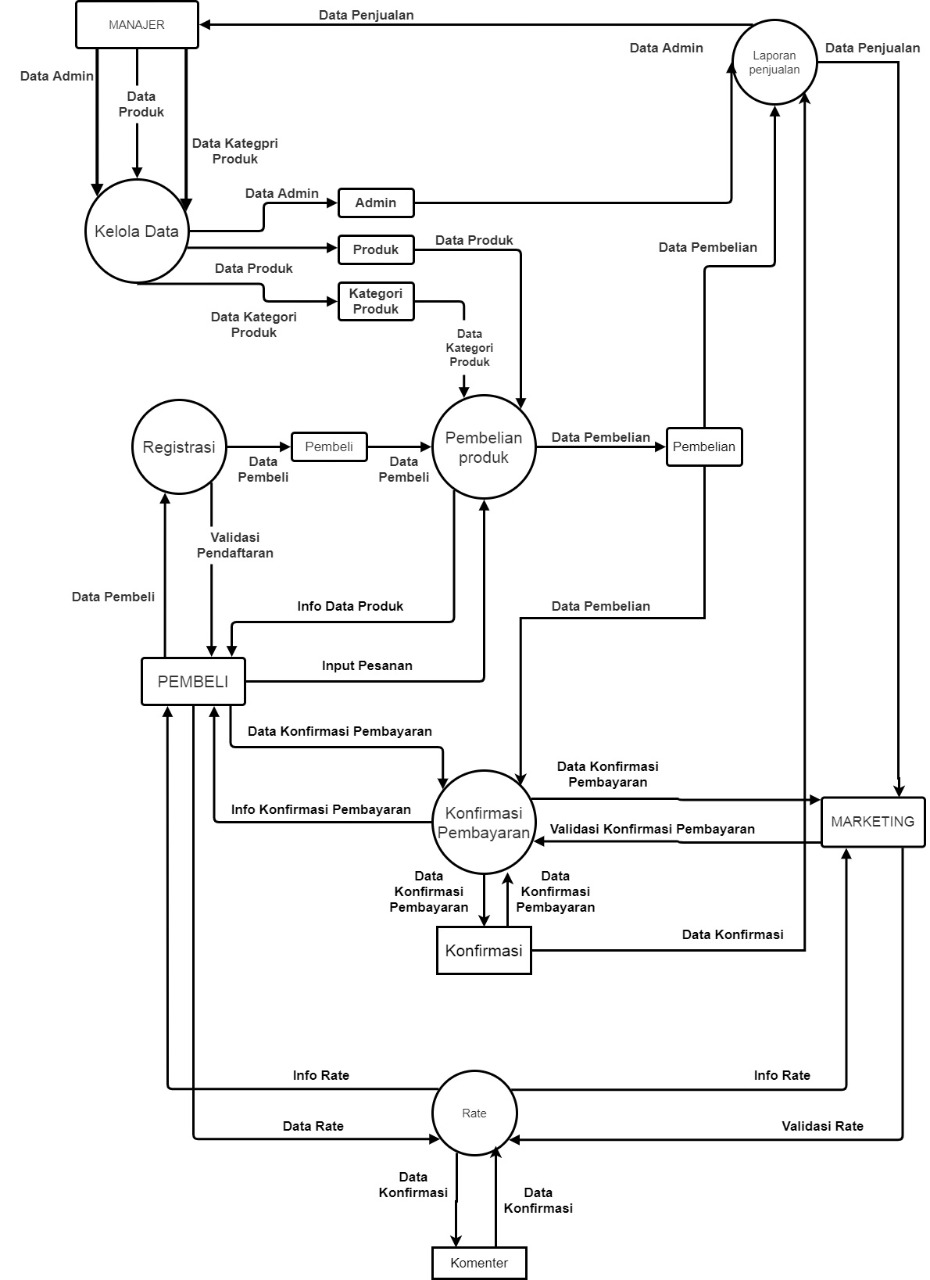 MANAJER
Data Penjualan
Data Admin
Laporan
penjualan
Data Penjualan
Data Admin
Data
Produk
Data Kategpri
Produk
Kelola Data
Data Admin
Admin
Produk
Data Produk
Data Produk
Kategori
Produk
Data Kategori
Produk
Data
Kategori
Produk
Data Pembelian
Registrasi
Data
Pembeli
Pembeli
Data
Pembeli
Pembelian
produk
Data Pembelian
Pembelian
Validasi
Pendaftaran
Data Pembeli
Info Data Produk
Data Pembelian
Input Pesanan
PEMBELI
Data Konfirmasi Pembayaran
Data Konfirmasi
Pembayaran
Info Konfirmasi Pembayaran
Konfirmasi
Pembayaran
Validasi Konfirmasi Pembayaran
MARKETING
Data
Konfirmasi
Pembayaran
Data
Konfirmasi
Pembayaran
Konfirmasi
Data Konfirmasi
Info Rate
Info Rate
Rate
Data Rate
Validasi Rate
Data
Konfirmasi
Data
Konfirmasi
Komenter